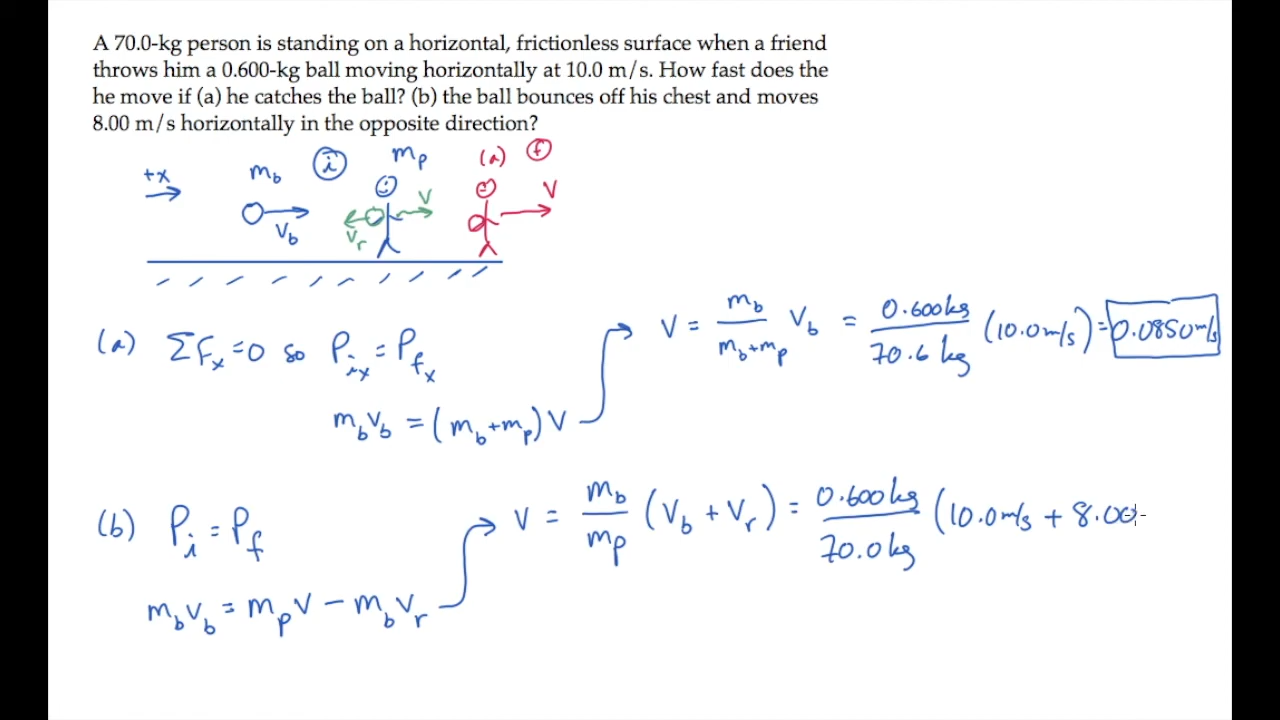 A 70.0-kg person is standing on a horizontal, frictionless surface when a friend
throws him a 0.600-kg ball moving horizontally at 10.0 m/s. How fast does the
he move if (a) he catches the ball? (b) the ball bounces off his chest and moves
8.00 m/s horizontally in the opposite direction?
+x m_b i m_p (a) f
V_b V_r V V
(a) ΣF_x = 0 so P_ix = P_fx
m_b V_b = (m_b + m_p) V
V = m_b / (m_b + m_p) V_b = 0.600 kg / 70.6 kg (10.0 m/s) = 0.0850 m/s
(b) P_i = P_f
m_b V_b = m_p V − m_b V_r
V = m_b / m_p (V_b + V_r) = 0.600 kg / 70.0 kg (10.0 m/s + 8.00